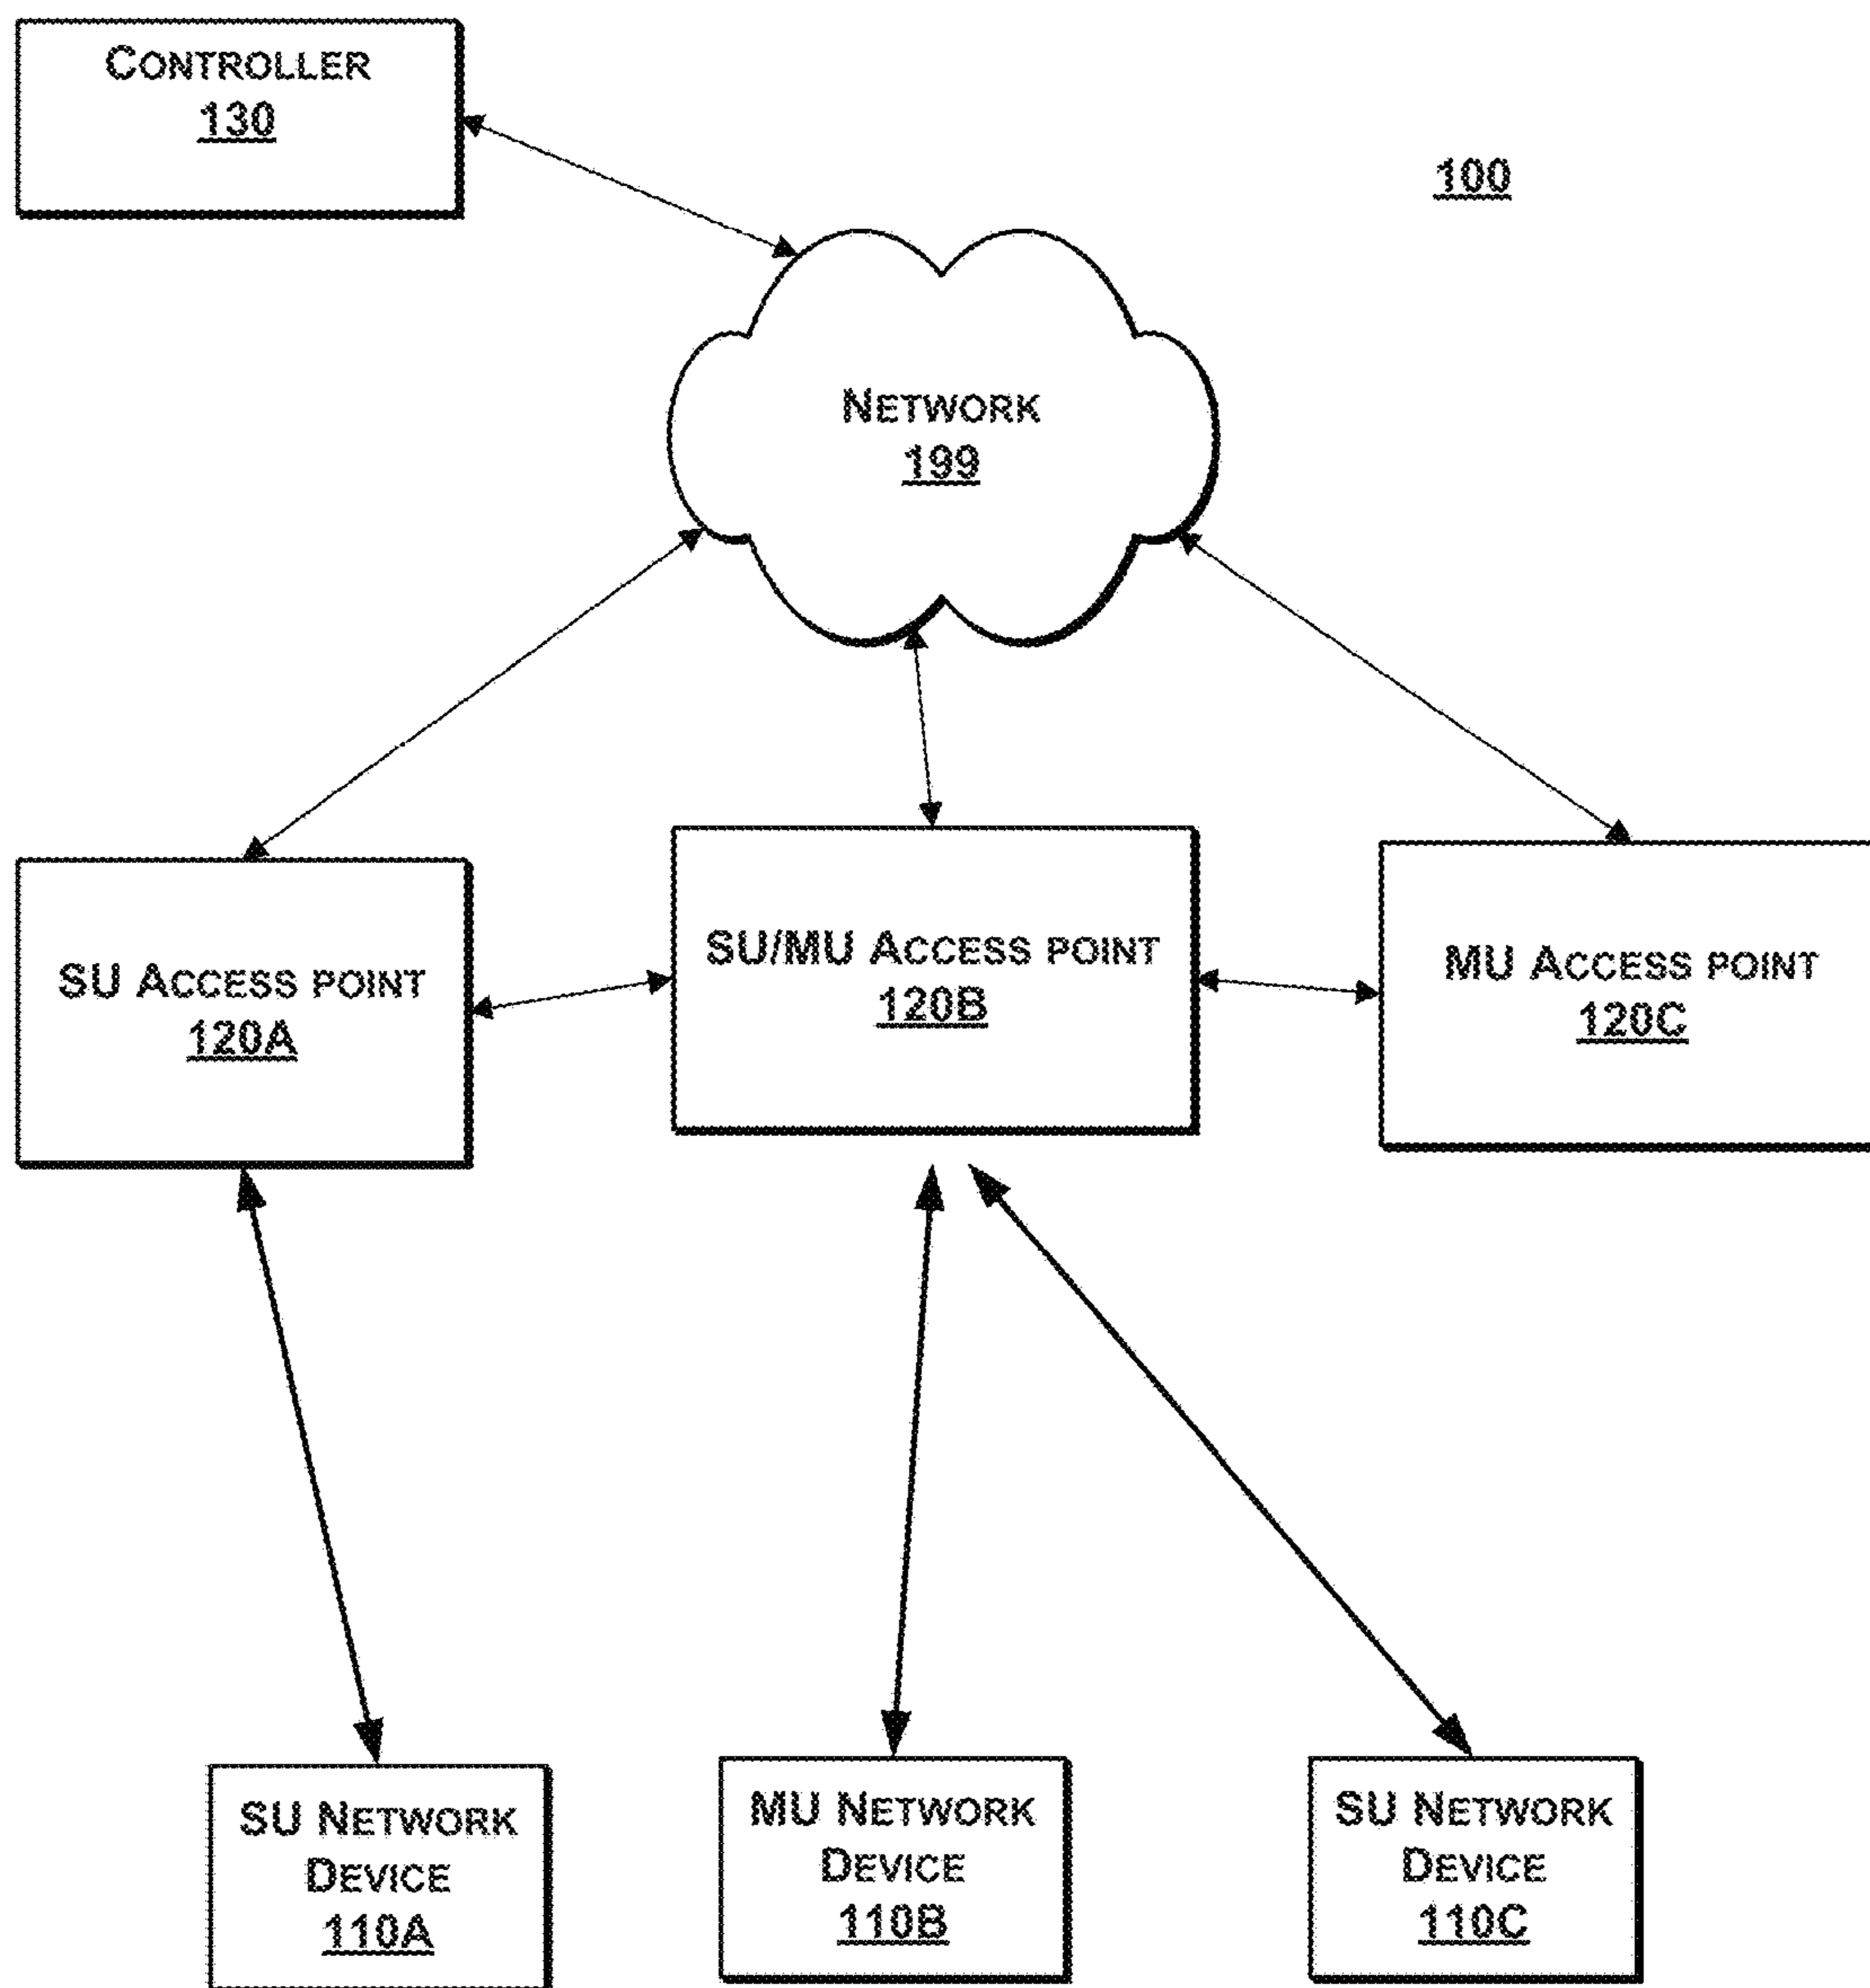 CONTROLLER
130
100
NETWORK
199
SU ACCESS POINT
120A
SU/MU ACCESS POINT
120B
MU ACCESS POINT
120C
SU NETWORK
DEVICE
110A
MU NETWORK
DEVICE
110B
SU NETWORK
DEVICE
110C